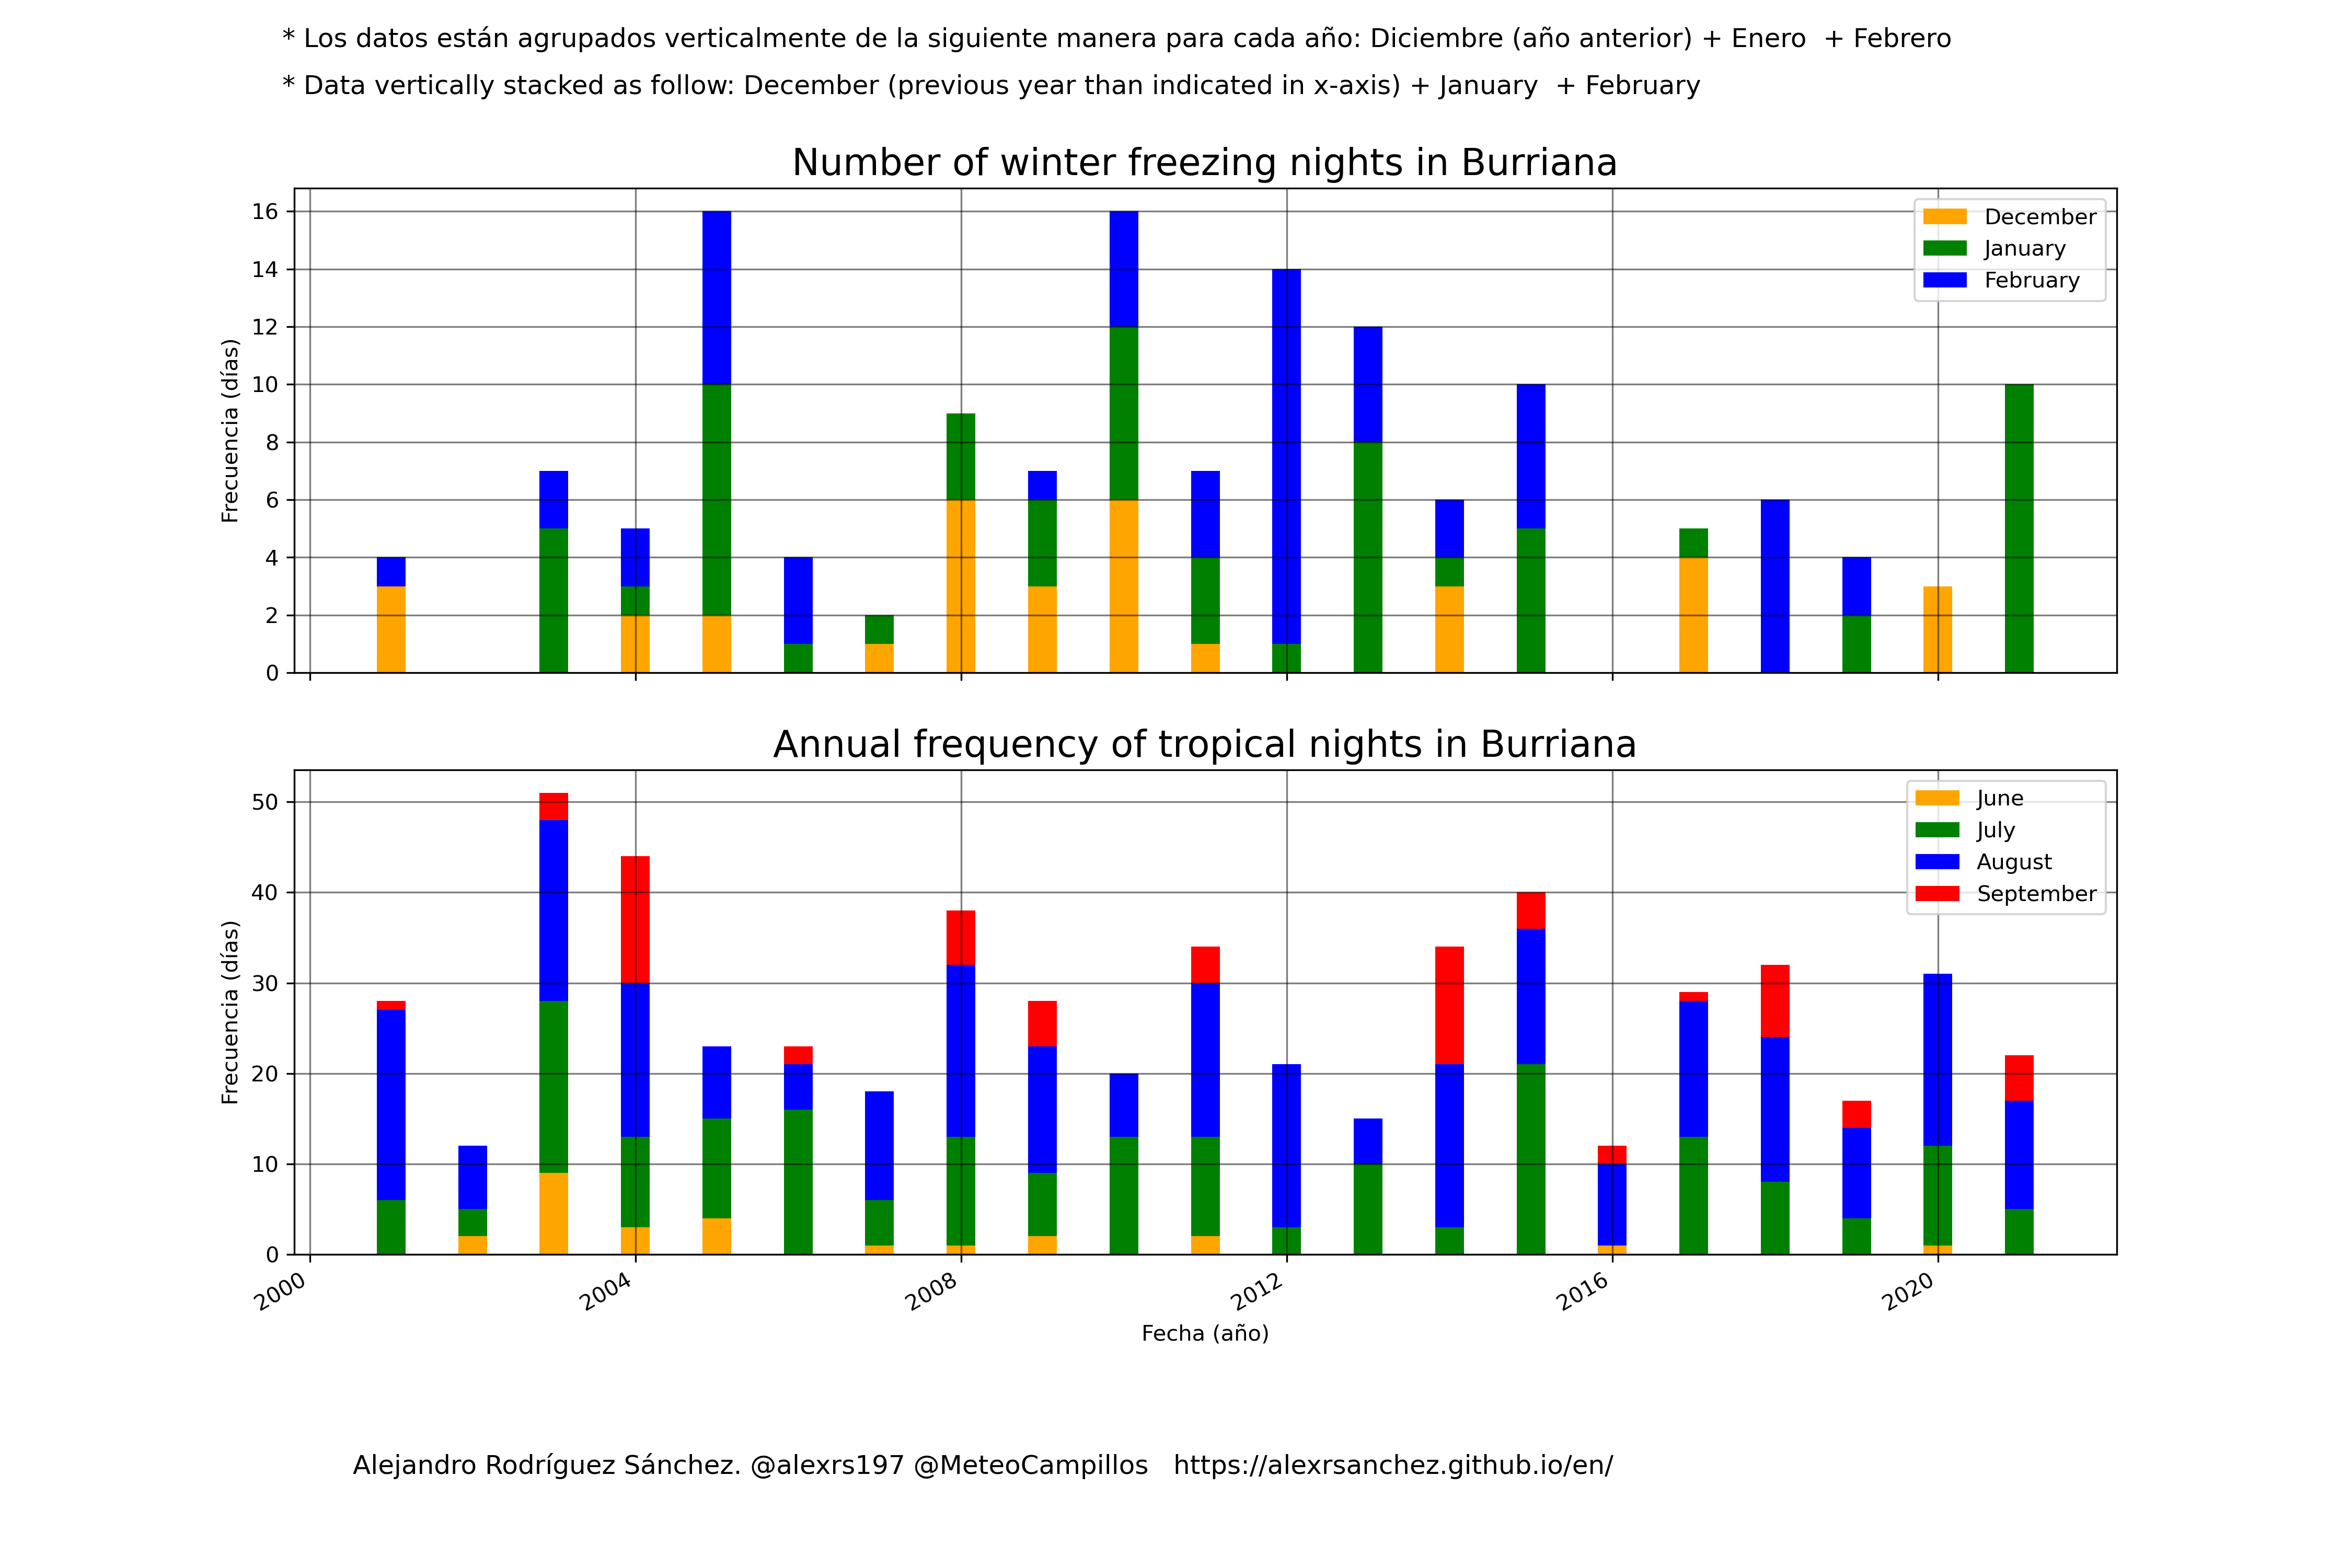 * Los datos están agrupados verticalmente de la siguiente manera para cada año: Diciembre (año anterior) + Enero  + Febrero
* Data vertically stacked as follow: December (previous year than indicated in x-axis) + January  + February
Number of winter freezing nights in Burriana
Frecuencia (días)
16
14
12
10
8
6
4
2
0
December
January
February
Annual frequency of tropical nights in Burriana
Frecuencia (días)
50
40
30
20
10
0
June
July
August
September
2000
2004
2008
2012
2016
2020
Fecha (año)
Alejandro Rodríguez Sánchez. @alexrs197 @MeteoCampillos   https://alexrsanchez.github.io/en/